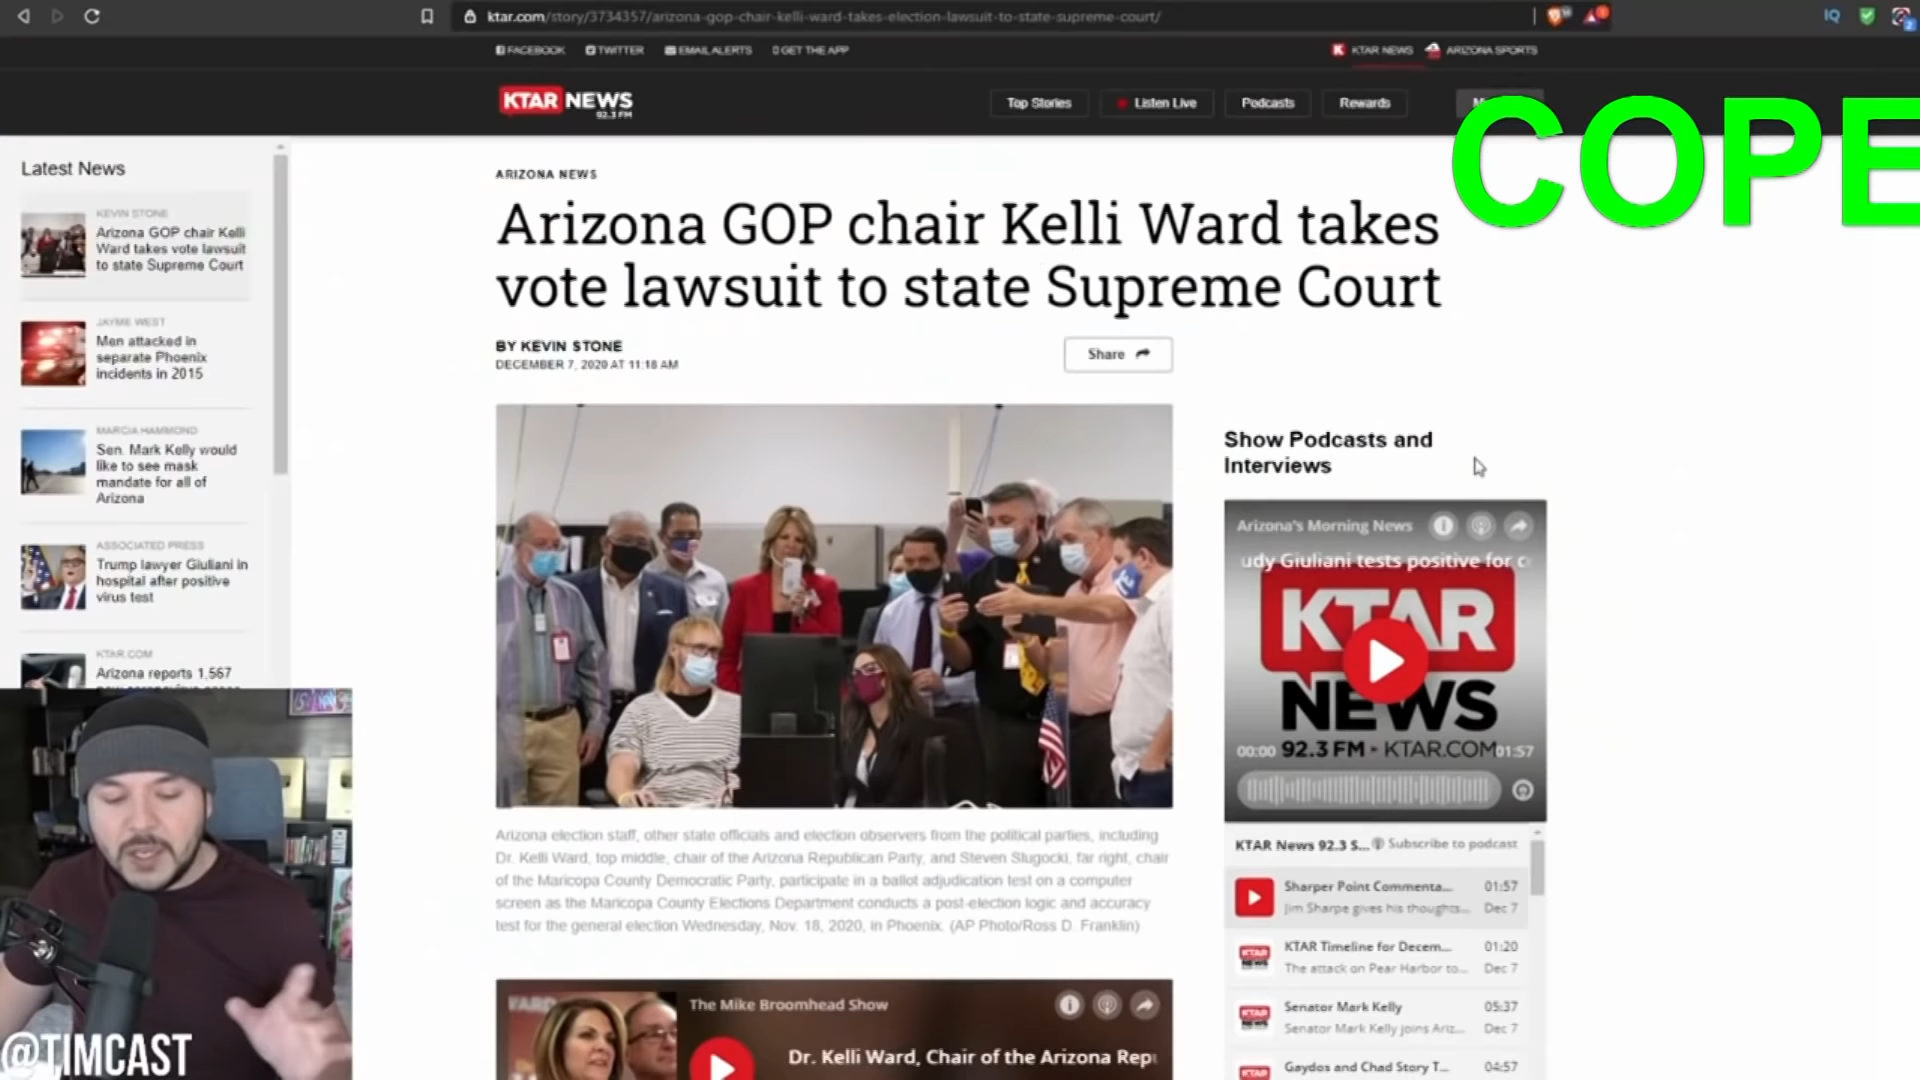 ktar.com/story/3734357/arizona-gop-chair-kelli-ward-takes-election-lawsuit-to-state-supreme-court/
IQ
2
FACEBOOK TWITTER EMAIL ALERTS GET THE APP
KTAR NEWS ARIZONA SPORTS
KTAR NEWS
92.3 FM
Top Stories Listen Live Podcasts Rewards
COPE
Latest News
KEVIN STONE
Arizona GOP chair Kelli
Ward takes vote lawsuit
to state Supreme Court
JAYME WEST
Men attacked in
separate Phoenix
incidents in 2015
MARCIA HAMMOND
Sen. Mark Kelly would
like to see mask
mandate for all of
Arizona
ASSOCIATED PRESS
Trump lawyer Giuliani in
hospital after positive
virus test
KTAR.COM
Arizona reports 1,567
ARIZONA NEWS
Arizona GOP chair Kelli Ward takes
vote lawsuit to state Supreme Court
BY KEVIN STONE
DECEMBER 7, 2020 AT 11:18 AM
Share
Arizona election staff, other state officials and election observers from the political parties, including
Dr. Kelli Ward, top middle, chair of the Arizona Republican Party, and Steven Slugocki, far right, chair
of the Maricopa County Democratic Party, participate in a ballot adjudication test on a computer
screen as the Maricopa County Elections Department conducts a post-election logic and accuracy
test for the general election Wednesday, Nov. 18, 2020, in Phoenix. (AP Photo/Ross D. Franklin)
The Mike Broomhead Show
Dr. Kelli Ward, Chair of the Arizona Rep
Show Podcasts and
Interviews
Arizona's Morning News
udy Giuliani tests positive for c
KTAR
NEWS
00:00 92.3 FM • KTAR.COM 01:57
KTAR News 92.3 S... Subscribe to podcast
Sharper Point Commenta... 01:57
Jim Sharpe gives his thoughts... Dec 7
KTAR Timeline for Decem... 01:20
The attack on Pear Harbor to... Dec 7
Senator Mark Kelly 05:37
Senator Mark Kelly joins Ariz... Dec 7
Gaydos and Chad Story T... 04:57
@TIMCAST